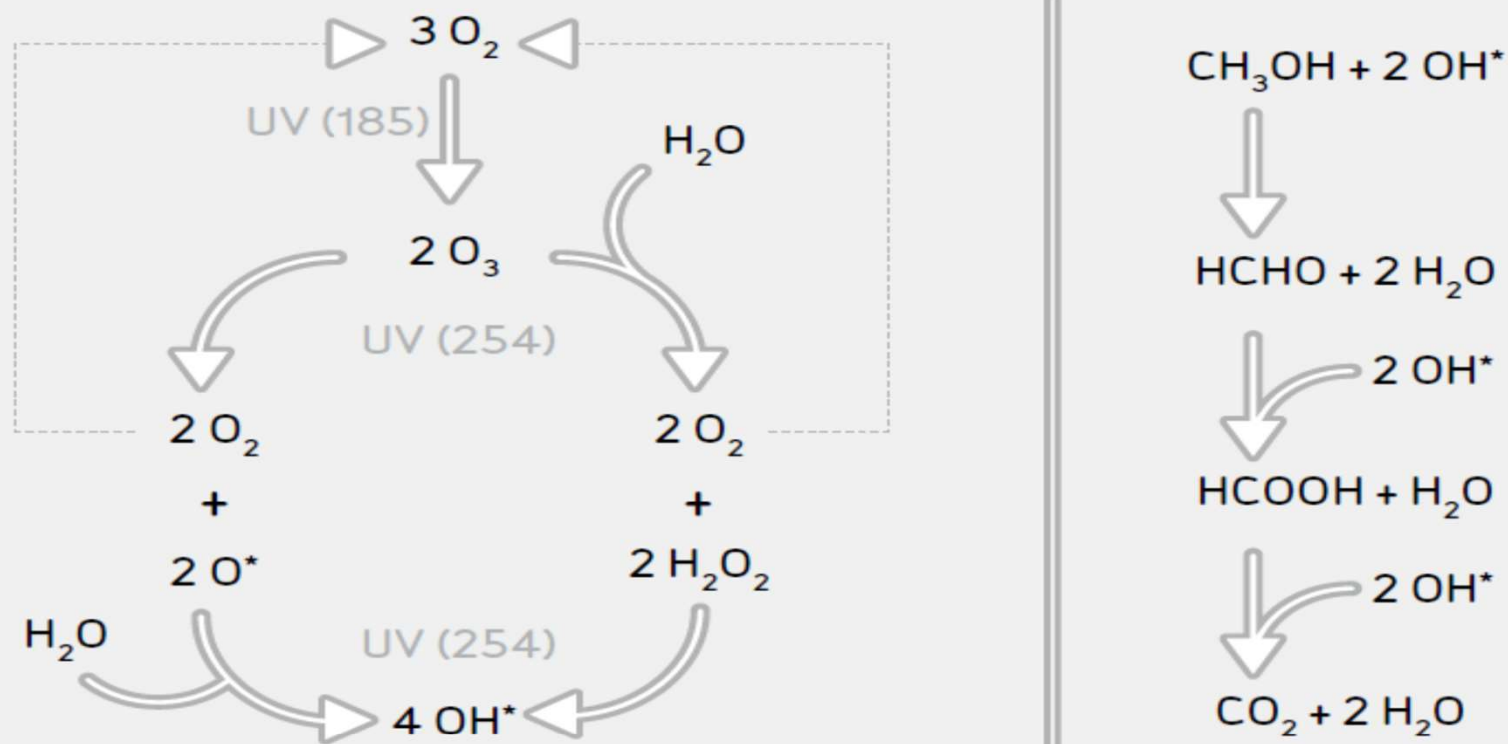 3 O₂
UV (185)
H₂O
2 O₃
UV (254)
2 O₂
+
2 O*
H₂O
2 O₂
+
2 H₂O₂
UV (254)
4 OH*
CH₃OH + 2 OH*
HCHO + 2 H₂O
2 OH*
HCOOH + H₂O
2 OH*
CO₂ + 2 H₂O